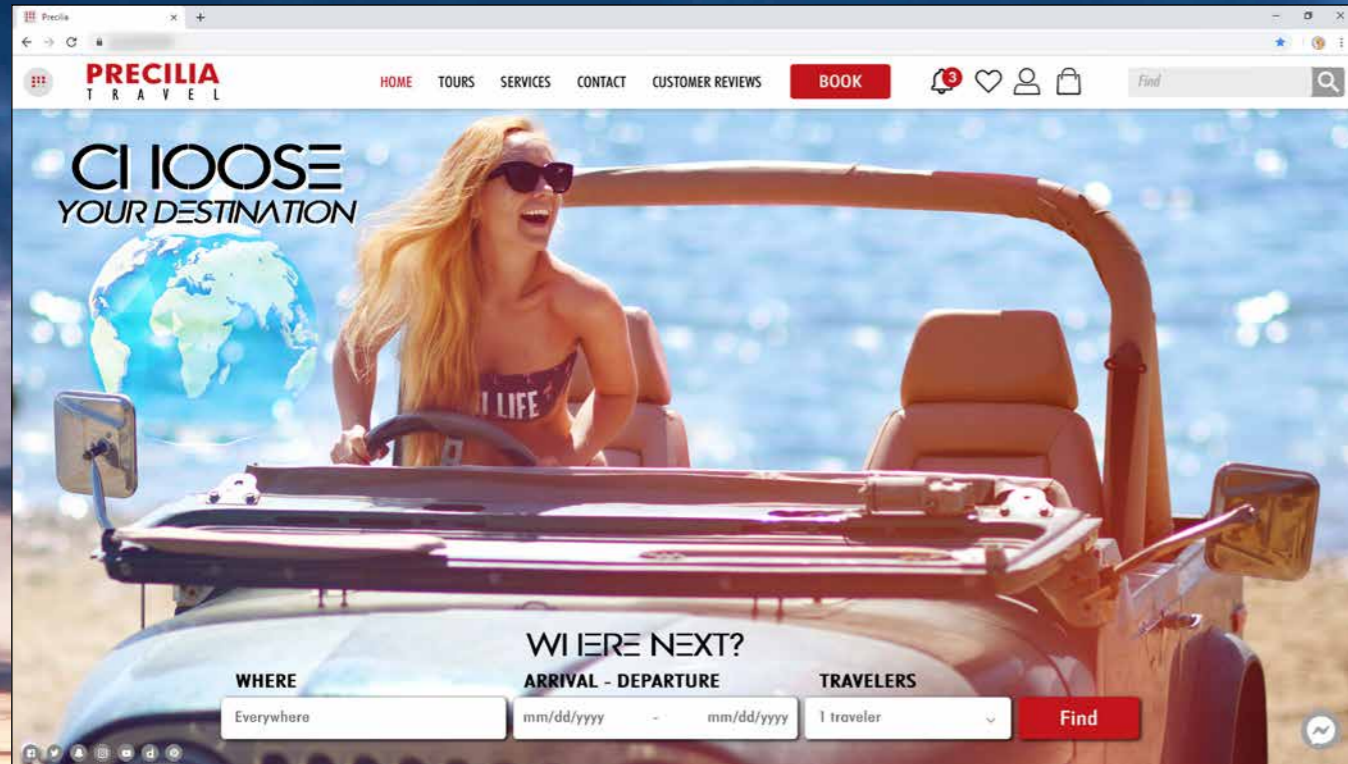 Precilia
PRECILIA
TRAVEL
HOME TOURS SERVICES CONTACT CUSTOMER REVIEWS BOOK
3
Find
CHOOSE
YOUR DESTINATION
LIFE
WHERE NEXT?
WHERE ARRIVAL - DEPARTURE TRAVELERS
Everywhere mm/dd/yyyy - mm/dd/yyyy 1 traveler Find